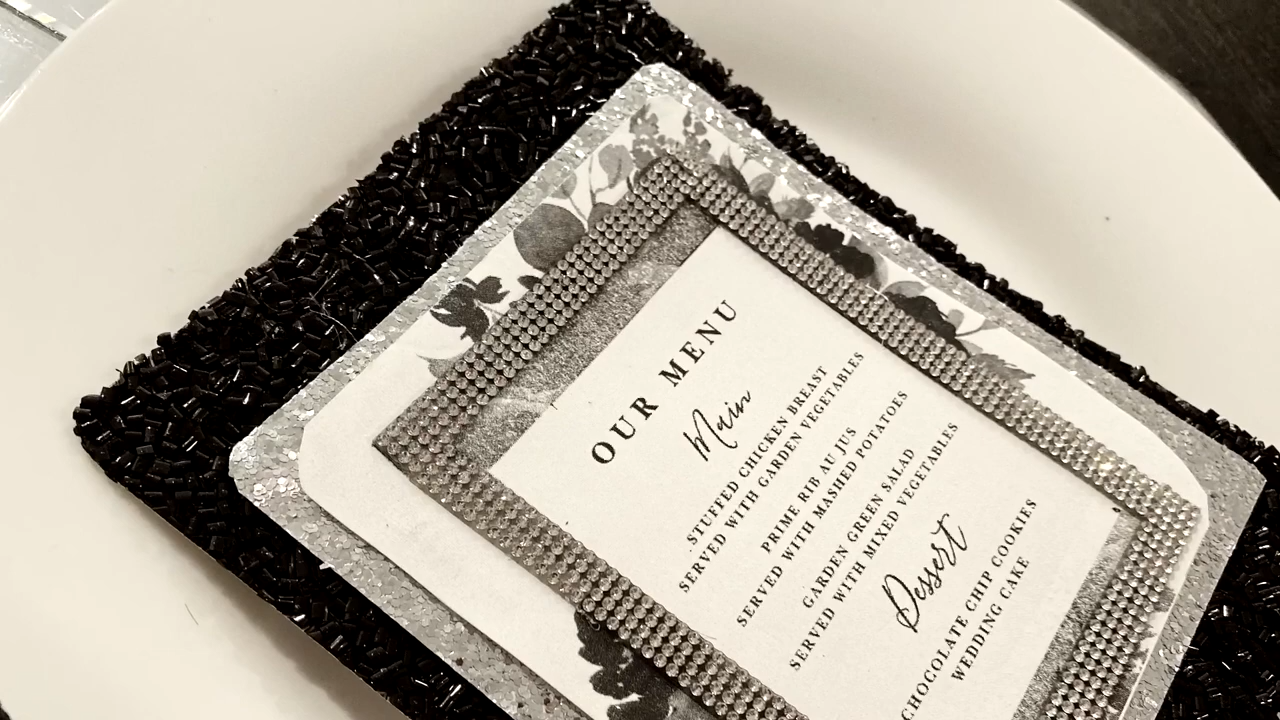 OUR MENU
Main
STUFFED CHICKEN BREAST
SERVED WITH GARDEN VEGETABLES
PRIME RIB AU JUS
SERVED WITH MASHED POTATOES
GARDEN GREEN SALAD
SERVED WITH MIXED VEGETABLES
Dessert
CHOCOLATE CHIP COOKIES
WEDDING CAKE